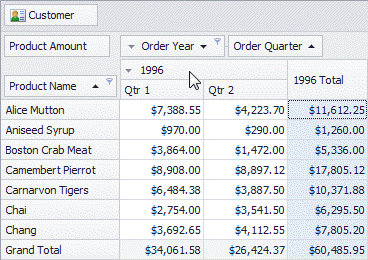 Customer
Product Amount Order Year Order Quarter
1996 1996 Total
Product Name Qtr 1 Qtr 2
Alice Mutton $7,388.55 $4,223.70 $11,612.25
Aniseed Syrup $970.00 $290.00 $1,260.00
Boston Crab Meat $3,864.00 $1,472.00 $5,336.00
Camembert Pierrot $8,908.00 $8,897.12 $17,805.12
Carnarvon Tigers $6,484.38 $3,887.50 $10,371.88
Chai $2,754.00 $3,541.50 $6,295.50
Chang $3,692.65 $4,112.55 $7,805.20
Grand Total $34,061.58 $26,424.37 $60,485.95